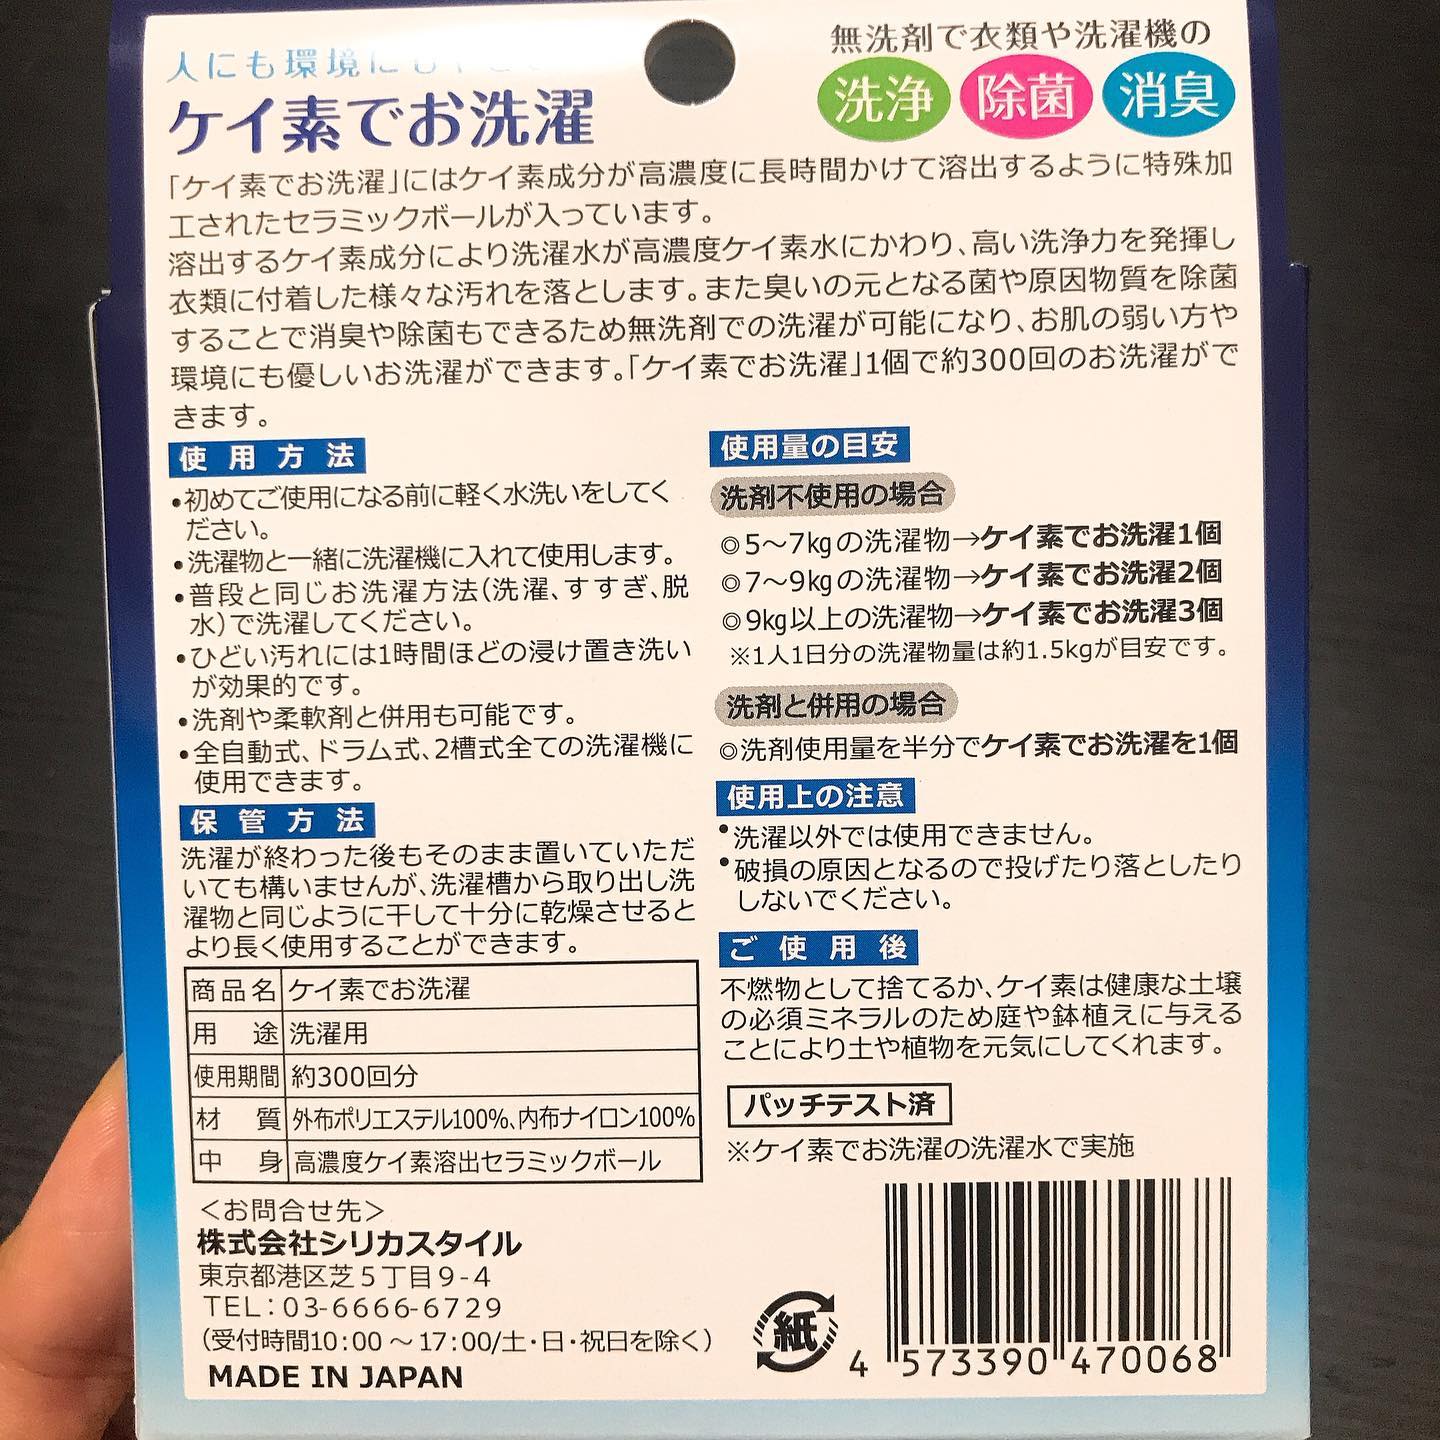 人にも環境にも
ケイ素でお洗濯
無洗剤で衣類や洗濯機の
洗浄 除菌 消臭
「ケイ素でお洗濯」にはケイ素成分が高濃度に長時間かけて溶出するように特殊加
工されたセラミックボールが入っています。
溶出するケイ素成分により洗濯水が高濃度ケイ素水にかわり、高い洗浄力を発揮し
衣類に付着した様々な汚れを落とします。また臭いの元となる菌や原因物質を除菌
することで消臭や除菌もできるため無洗剤での洗濯が可能になり、お肌の弱い方や
環境にも優しいお洗濯ができます。「ケイ素でお洗濯」1個で約300回のお洗濯がで
きます。
使用方法
•初めてご使用になる前に軽く水洗いをしてく
ださい。
•洗濯物と一緒に洗濯機に入れて使用します。
•普段と同じお洗濯方法(洗濯、すすぎ、脱
水)で洗濯してください。
•ひどい汚れには1時間ほどの浸け置き洗い
が効果的です。
•洗剤や柔軟剤と併用も可能です。
•全自動式、ドラム式、2槽式全ての洗濯機に
使用できます。
保管方法
洗濯が終わった後もそのまま置いていただ
いても構いませんが、洗濯槽から取り出し洗
濯物と同じように干して十分に乾燥させると
より長く使用することができます。
商品名 ケイ素でお洗濯
用途 洗濯用
使用期間 約300回分
材質 外布ポリエステル100%、内布ナイロン100%
中身 高濃度ケイ素溶出セラミックボール
＜お問合せ先＞
株式会社シリカスタイル
東京都港区芝5丁目9-4
TEL：03-6666-6729
(受付時間10：00～17:00/土・日・祝日を除く)
MADE IN JAPAN
使用量の目安
洗剤不使用の場合
◎5～7kgの洗濯物→ケイ素でお洗濯1個
◎7～9kgの洗濯物→ケイ素でお洗濯2個
◎9kg以上の洗濯物→ケイ素でお洗濯3個
※1人1日分の洗濯物量は約1.5kgが目安です。
洗剤と併用の場合
◎洗剤使用量を半分でケイ素でお洗濯を1個
使用上の注意
•洗濯以外では使用できません。
•破損の原因となるので投げたり落としたり
しないでください。
ご使用後
不燃物として捨てるか、ケイ素は健康な土壌
の必須ミネラルのため庭や鉢植えに与える
ことにより土や植物を元気にしてくれます。
パッチテスト済
※ケイ素でお洗濯の洗濯水で実施
紙
4 573390 470068